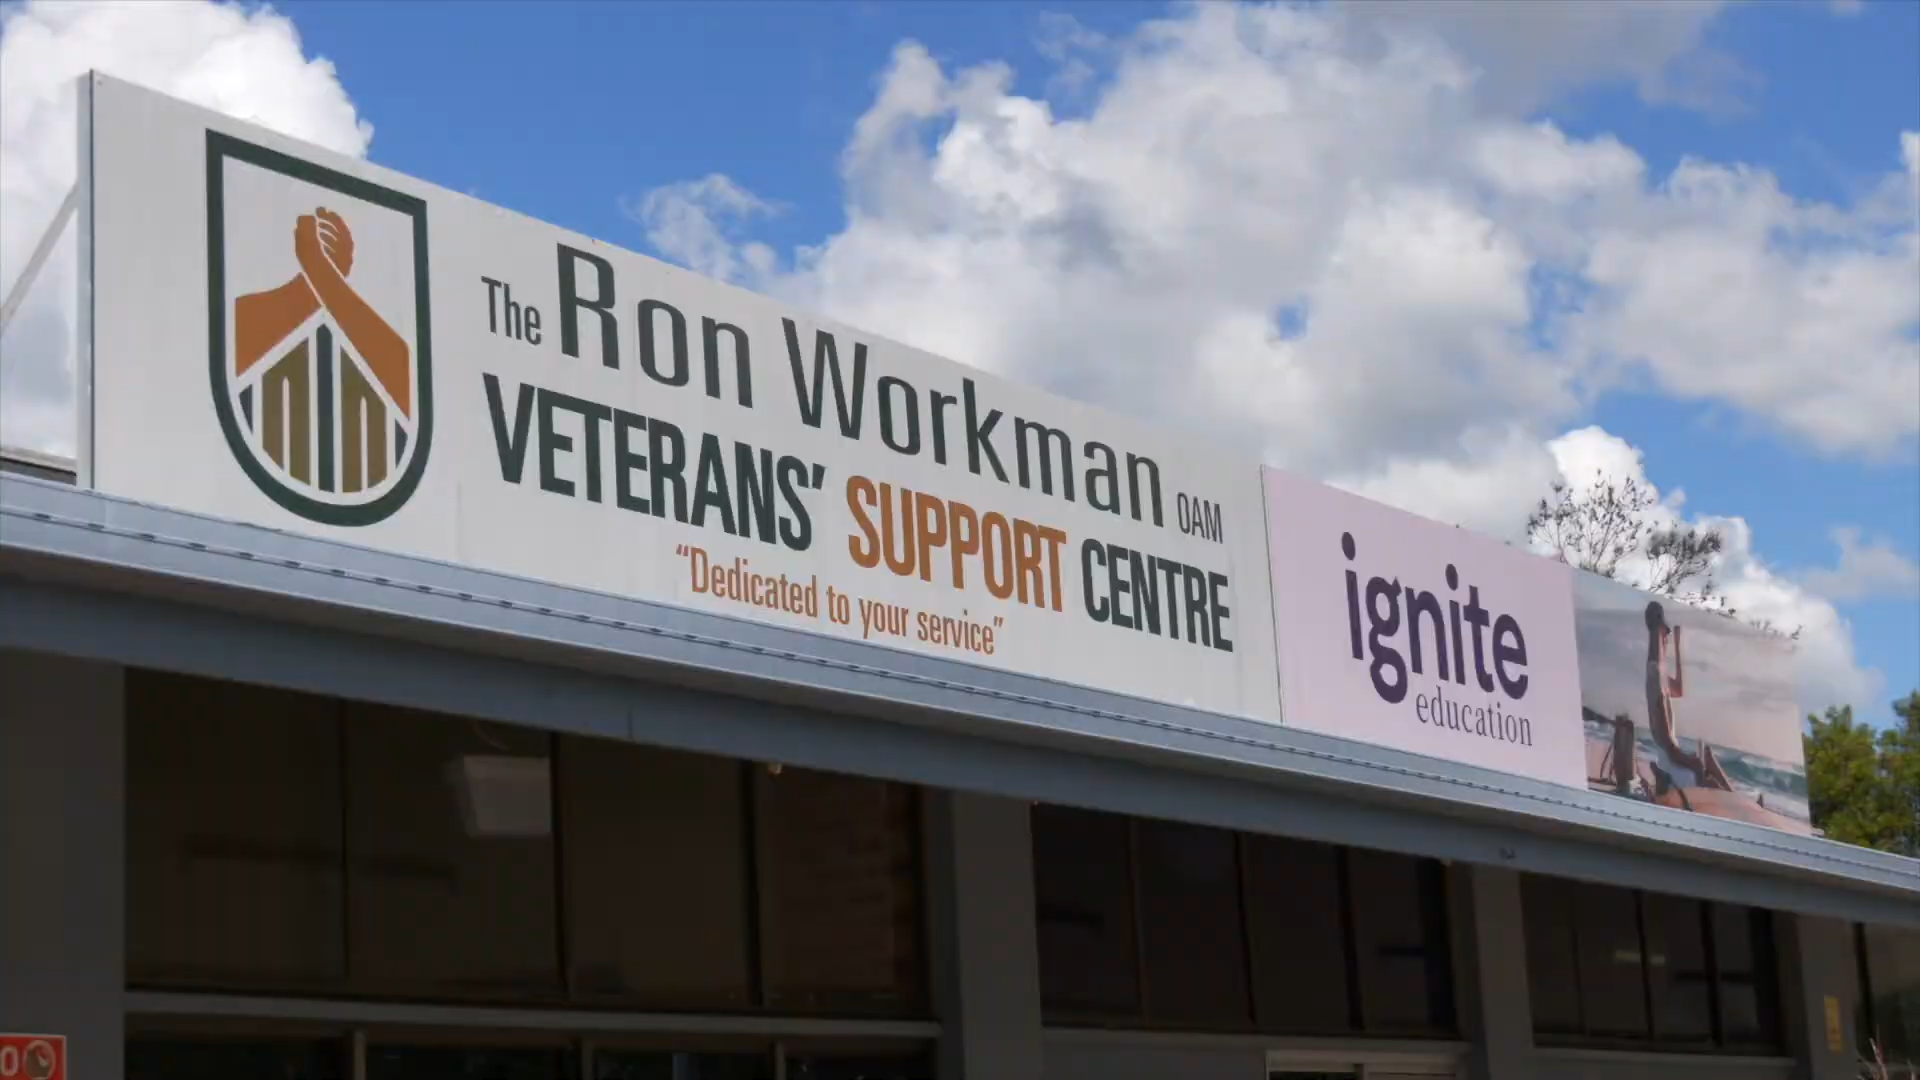 The Ron Workman OAM
VETERANS' SUPPORT CENTRE
"Dedicated to your service"
ignite
education